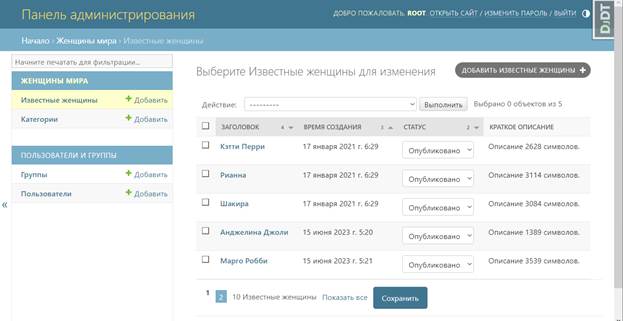 Панель администрирования
ДОБРО ПОЖАЛОВАТЬ, ROOT ОТКРЫТЬ САЙТ / ИЗМЕНИТЬ ПАРОЛЬ / ВЫЙТИ
DJDT
Начало › Женщины мира › Известные женщины
Начните печатать для фильтрации...
ЖЕНЩИНЫ МИРА
Известные женщины + Добавить
Категории + Добавить
ПОЛЬЗОВАТЕЛИ И ГРУППЫ
Группы + Добавить
Пользователи + Добавить
«
Выберите Известные женщины для изменения
ДОБАВИТЬ ИЗВЕСТНЫЕ ЖЕНЩИНЫ +
Действие: --------- Выполнить Выбрано 0 объектов из 5
ЗАГОЛОВОК 4 ВРЕМЯ СОЗДАНИЯ 3 СТАТУС 2 КРАТКОЕ ОПИСАНИЕ
Кэтти Перри 17 января 2021 г. 6:29 Опубликовано Описание 2628 символов.
Рианна 17 января 2021 г. 6:29 Опубликовано Описание 3114 символов.
Шакира 17 января 2021 г. 6:29 Опубликовано Описание 3084 символов.
Анджелина Джоли 15 июня 2023 г. 5:20 Опубликовано Описание 1389 символов.
Марго Робби 15 июня 2023 г. 5:21 Опубликовано Описание 3539 символов.
1 2 10 Известные женщины Показать все Сохранить